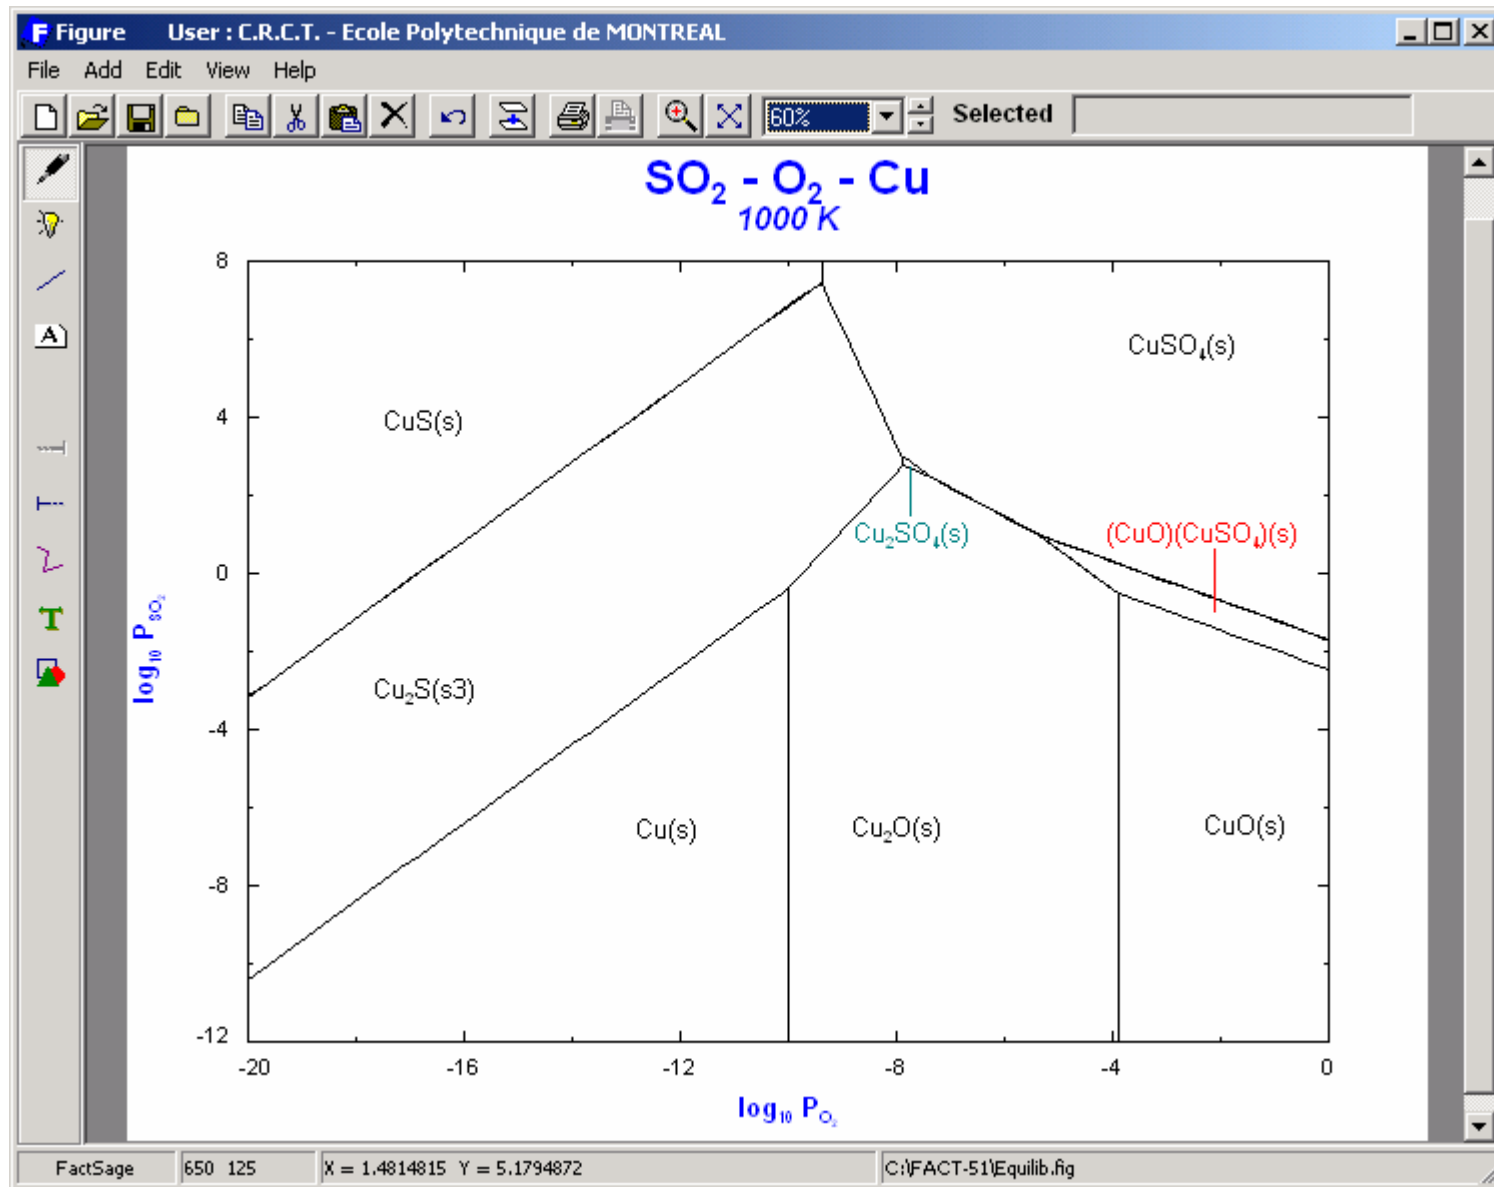 Figure User : C.R.C.T. - Ecole Polytechnique de MONTREAL
File Add Edit View Help
60% Selected
SO₂ - O₂ - Cu
1000 K
8
CuSO₄(s)
4
CuS(s)
Cu₂SO₄(s)
(CuO)(CuSO₄)(s)
0
log₁₀ P_SO₂
Cu₂S(s3)
-4
Cu(s)
Cu₂O(s)
CuO(s)
-8
-12
-20 -16 -12 -8 -4 0
log₁₀ P_O₂
FactSage 650 125 X = 1.4814815 Y = 5.1794872 C:\FACT-51\Equilib.fig